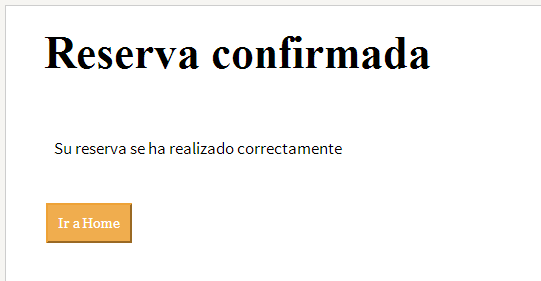 Reserva confirmada
Su reserva se ha realizado correctamente
Ir a Home